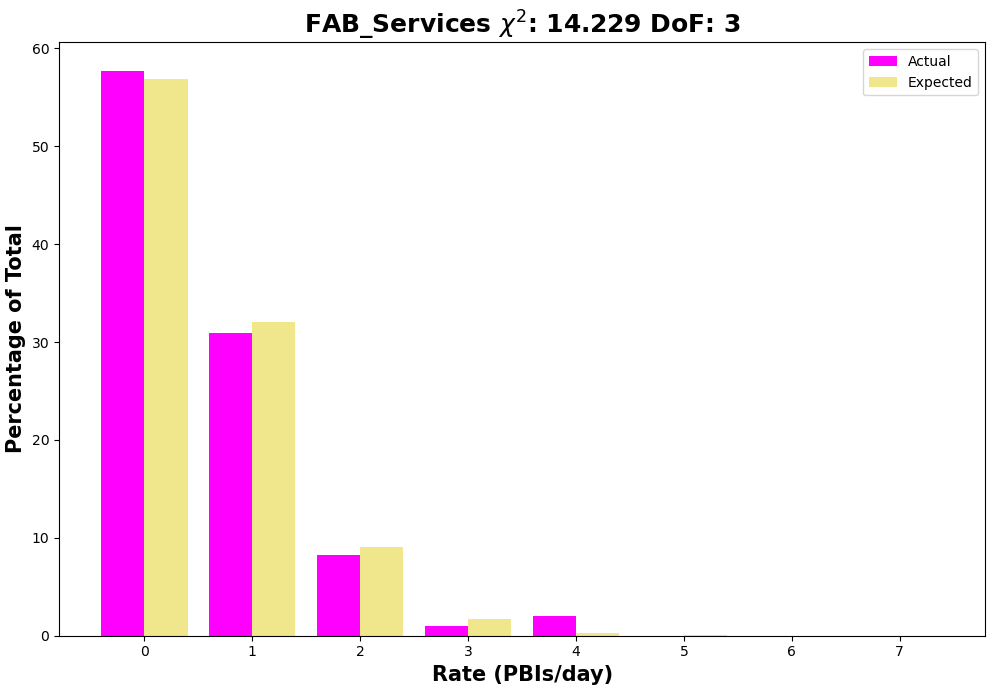 FAB_Services χ²: 14.229 DoF: 3
Actual
Expected
Percentage of Total
60
50
40
30
20
10
0
0 1 2 3 4 5 6 7
Rate (PBIs/day)